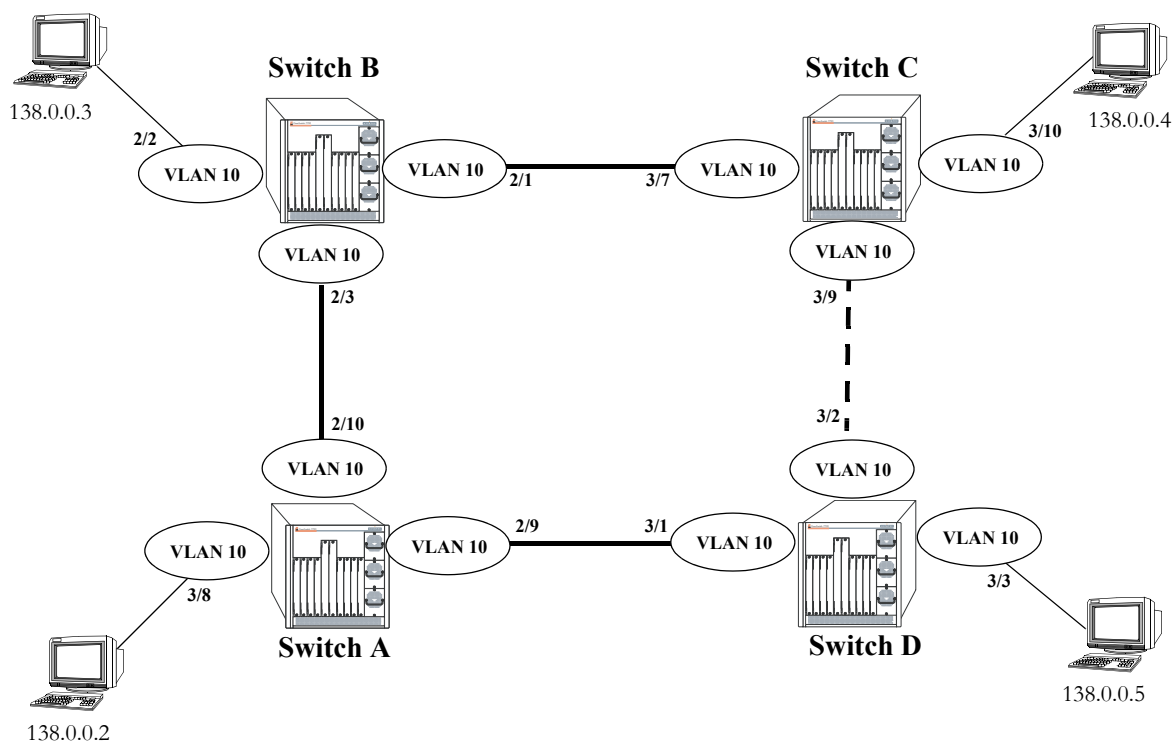 Switch B
Switch C
138.0.0.3
138.0.0.4
2/2
3/10
VLAN 10
VLAN 10
2/1
3/7
VLAN 10
VLAN 10
VLAN 10
VLAN 10
2/3
3/9
2/10
3/2
VLAN 10
VLAN 10
2/9
3/1
VLAN 10
VLAN 10
VLAN 10
VLAN 10
3/8
3/3
Switch A
Switch D
138.0.0.2
138.0.0.5